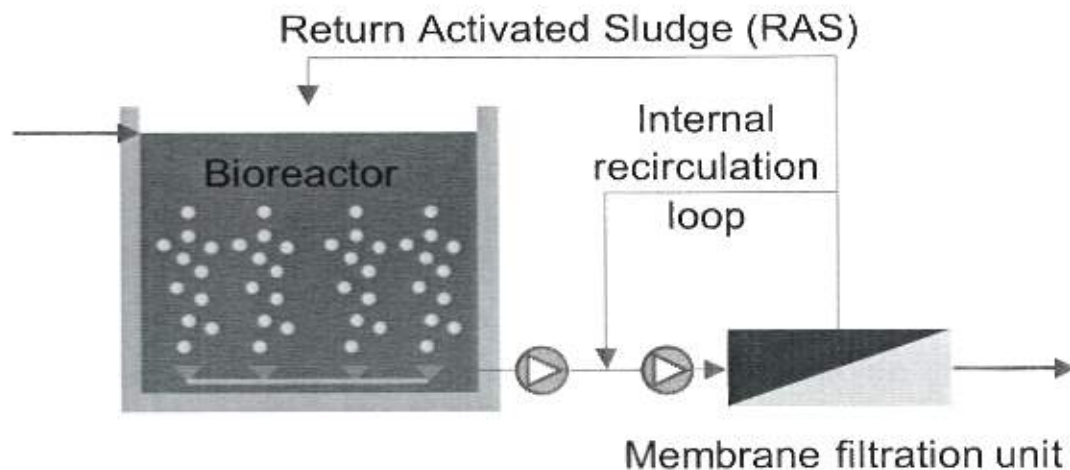 Return Activated Sludge (RAS)
Internal
recirculation
loop
Bioreactor
Membrane filtration unit